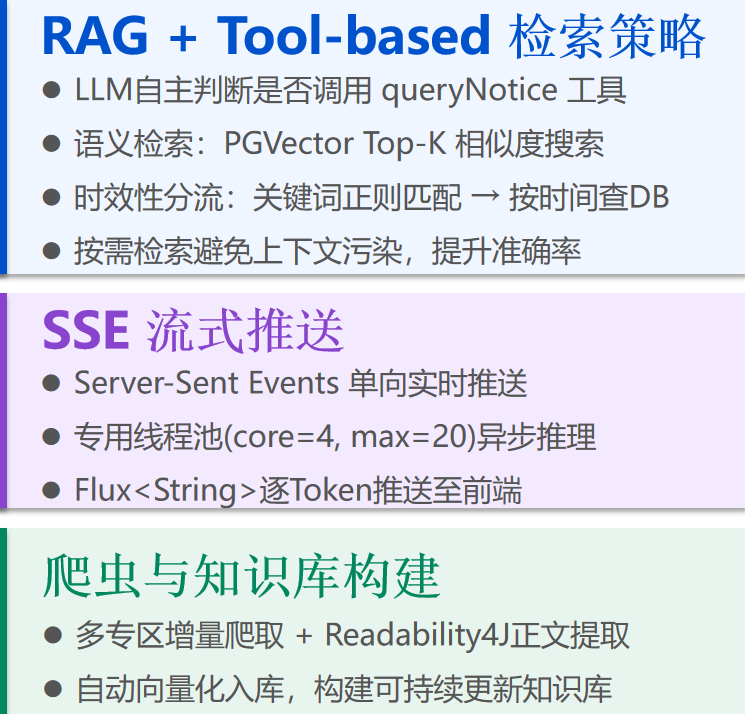 RAG + Tool-based 检索策略
● LLM自主判断是否调用 queryNotice 工具
● 语义检索：PGVector Top-K 相似度搜索
● 时效性分流：关键词正则匹配 → 按时间查DB
● 按需检索避免上下文污染，提升准确率
SSE 流式推送
● Server-Sent Events 单向实时推送
● 专用线程池(core=4, max=20)异步推理
● Flux<String>逐Token推送至前端
爬虫与知识库构建
● 多专区增量爬取 + Readability4J正文提取
● 自动向量化入库，构建可持续更新知识库